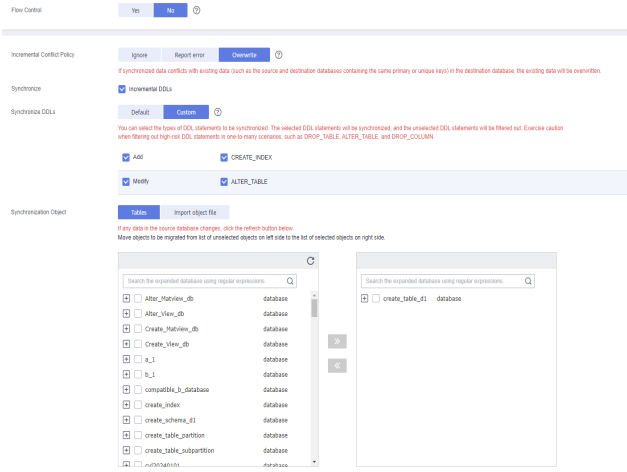 Flow Control Yes No
Incremental Conflict Policy Ignore Report error Overwrite
If synchronized data conflicts with existing data (such as the source and destination databases containing the same primary or unique keys) in the destination database, the existing data will be overwritten.
Synchronize Incremental DDLs
Synchronize DDLs Default Custom
You can select the types of DDL statements to be synchronized. The selected DDL statements will be synchronized, and the unselected DDL statements will be filtered out. Exercise caution
when filtering out high-risk DDL statements in one-to-many scenarios, such as DROP_TABLE, ALTER_TABLE, and DROP_COLUMN.
Add CREATE_INDEX
Modify ALTER_TABLE
Synchronization Object Tables Import object file
If any data in the source database changes, click the refresh button below.
Move objects to be migrated from list of unselected objects on left side to the list of selected objects on right side.
Search the expanded database using regular expressions.
Alter_Matview_db database
Alter_View_db database
Create_Matview_db database
Create_View_db database
a_1 database
b_1 database
compatible_b_database database
create_index database
create_schema_d1 database
create_table_partition database
create_table_subpartition database
database
Search the expanded database using regular expressions.
create_table_d1 database